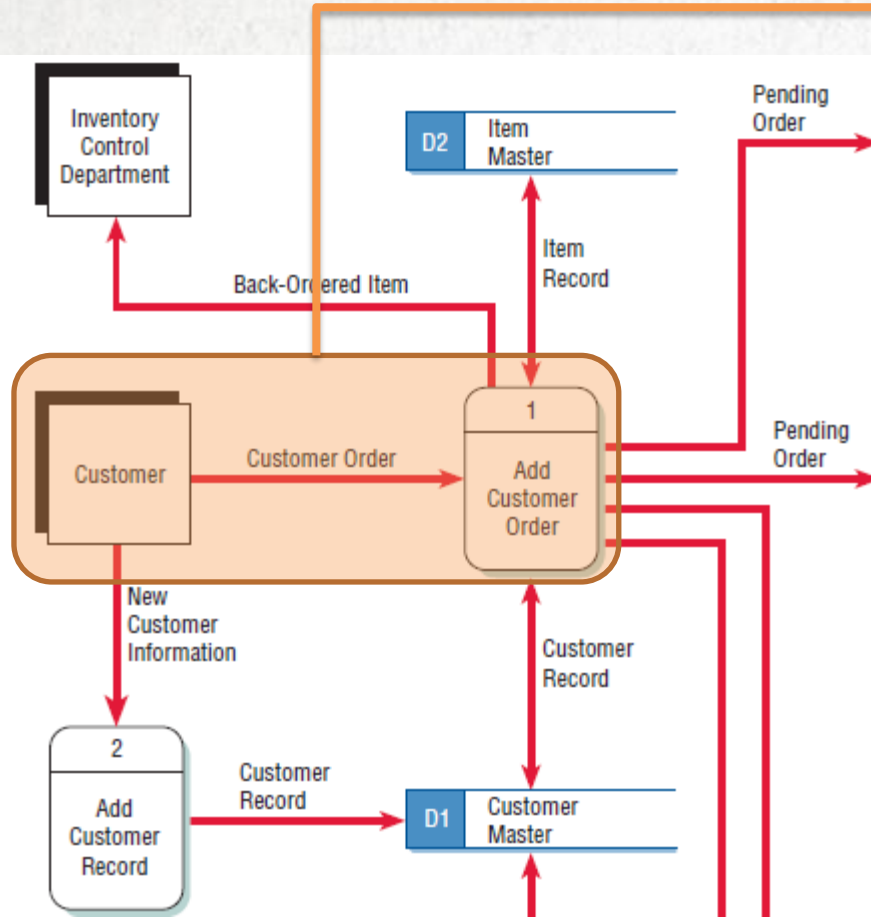 Inventory
Control
Department
D2
Item
Master
Pending
Order
Item
Record
Back-Ordered Item
Customer
Customer Order
1
Add
Customer
Order
Pending
Order
New
Customer
Information
Customer
Record
2
Add
Customer
Record
Customer
Record
D1
Customer
Master